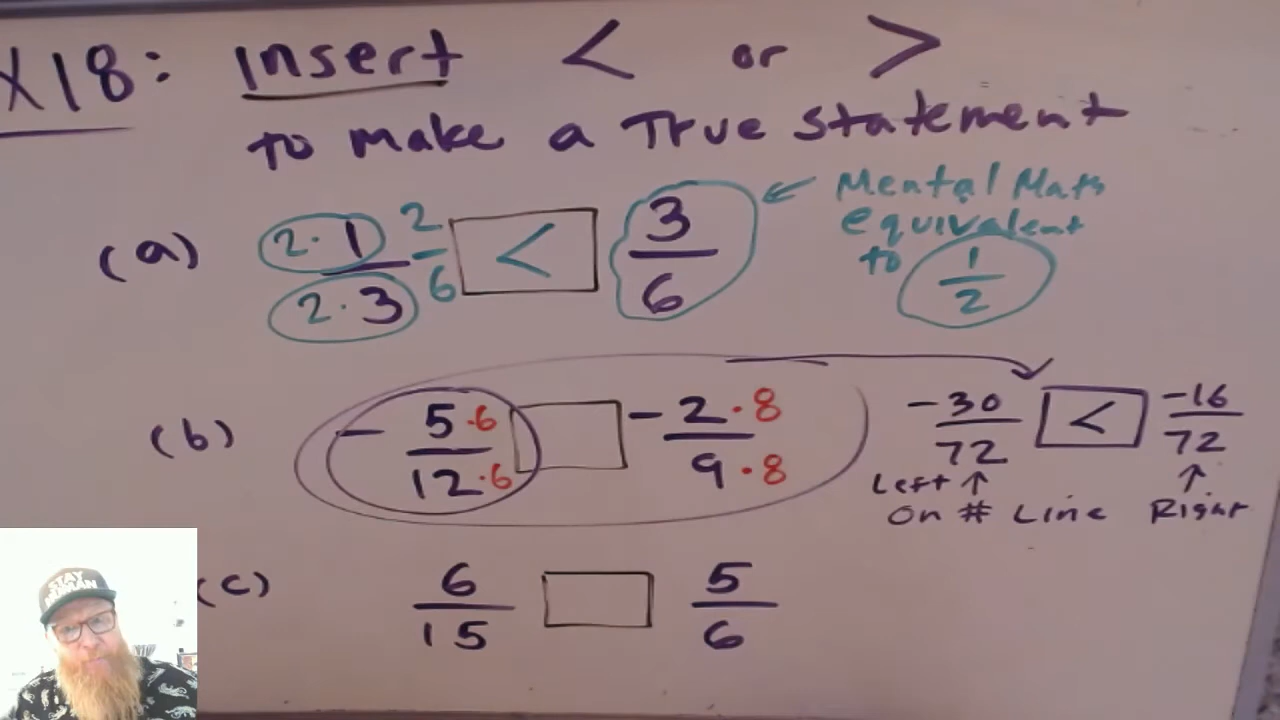 X18: Insert < or >
to make a True statement
(a) 2·1/2·3 2/6 < 3/6 ← Mental Math equivalent to 1/2
(b) -5·6/12·6 □ -2·8/9·8 -30/72 < -16/72
Left ↑ ↑
On # Line Right
(c) 6/15 □ 5/6
STAY